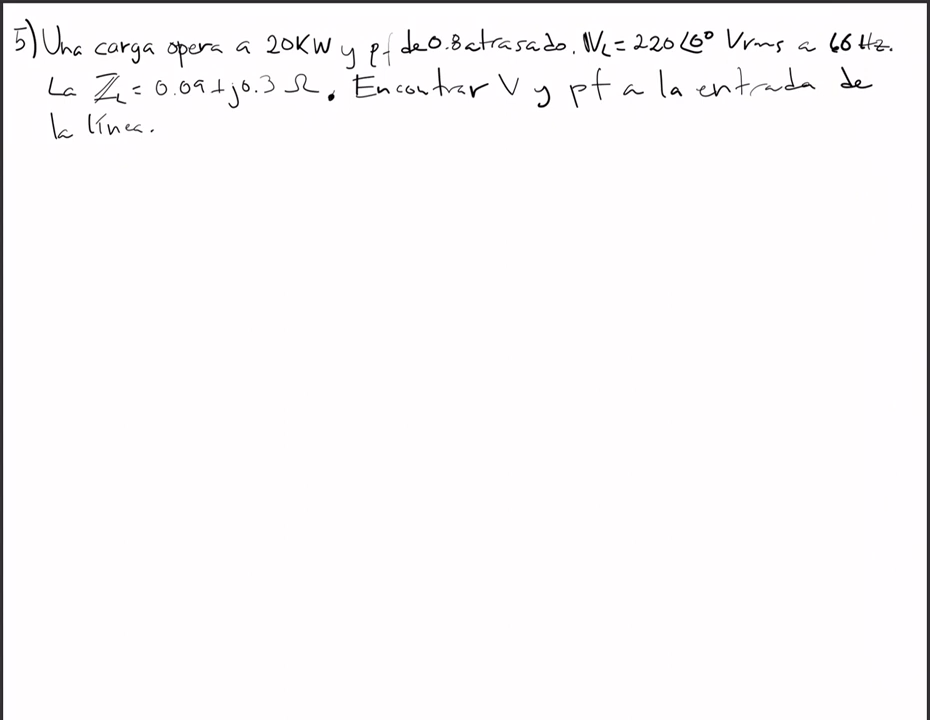 5) Una carga opera a 20KW y pf de 0.8 atrasado. VL = 220∠0° Vrms a 60 Hz.
La ZL = 0.09 + j0.3 Ω. Encontrar V y pf a la entrada de
la línea.